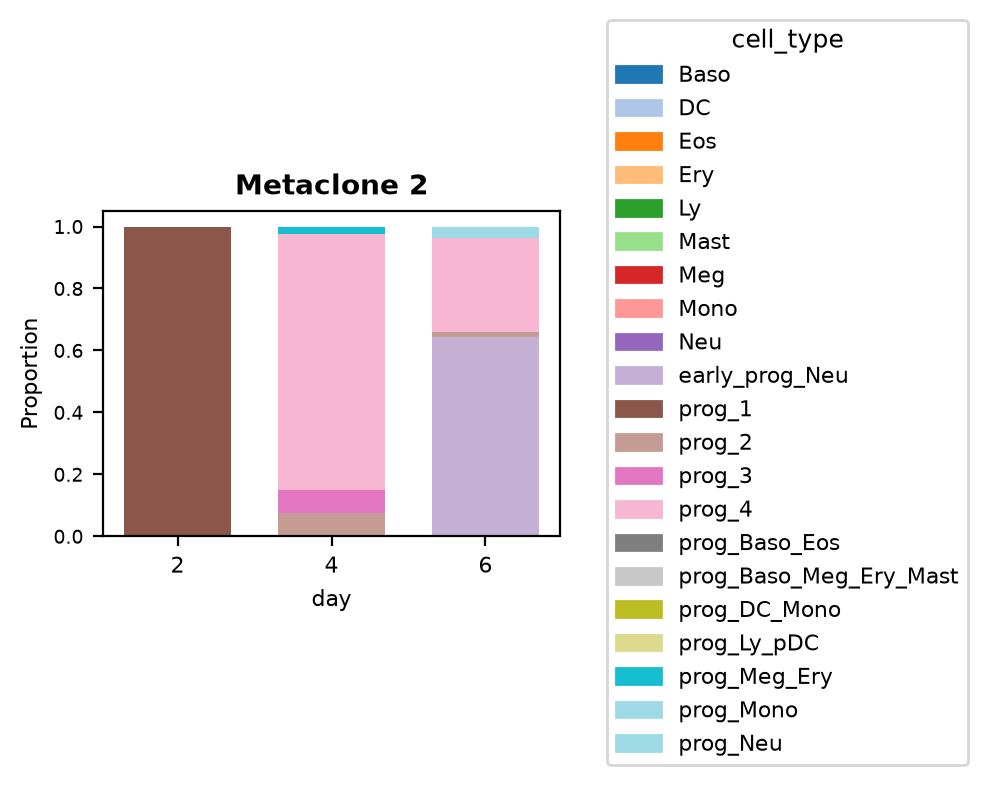 Metaclone 2
Proportion
1.0
0.8
0.6
0.4
0.2
0.0
2 4 6
day
cell_type
Baso
DC
Eos
Ery
Ly
Mast
Meg
Mono
Neu
early_prog_Neu
prog_1
prog_2
prog_3
prog_4
prog_Baso_Eos
prog_Baso_Meg_Ery_Mast
prog_DC_Mono
prog_Ly_pDC
prog_Meg_Ery
prog_Mono
prog_Neu